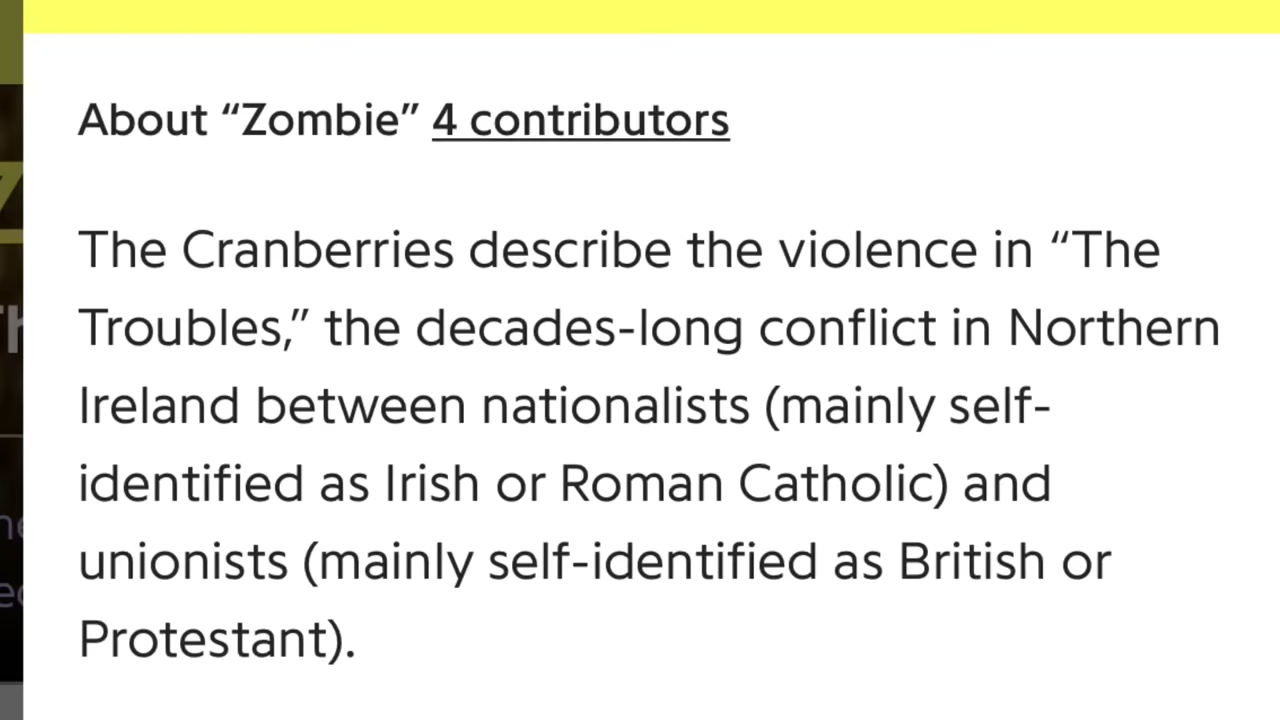 About “Zombie” 4 contributors
The Cranberries describe the violence in “The
Troubles,” the decades-long conflict in Northern
Ireland between nationalists (mainly self-
identified as Irish or Roman Catholic) and
unionists (mainly self-identified as British or
Protestant).